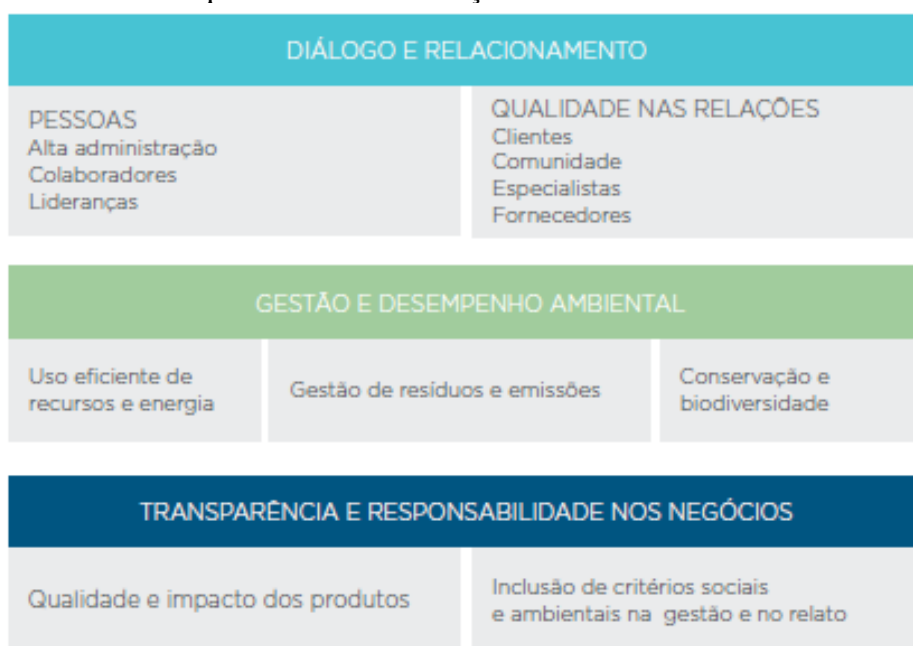 DIÁLOGO E RELACIONAMENTO
PESSOAS
Alta administração
Colaboradores
Lideranças
QUALIDADE NAS RELAÇÕES
Clientes
Comunidade
Especialistas
Fornecedores
GESTÃO E DESEMPENHO AMBIENTAL
Uso eficiente de
recursos e energia
Gestão de resíduos e emissões
Conservação e
biodiversidade
TRANSPARÊNCIA E RESPONSABILIDADE NOS NEGÓCIOS
Qualidade e impacto dos produtos
Inclusão de critérios sociais
e ambientais na gestão e no relato